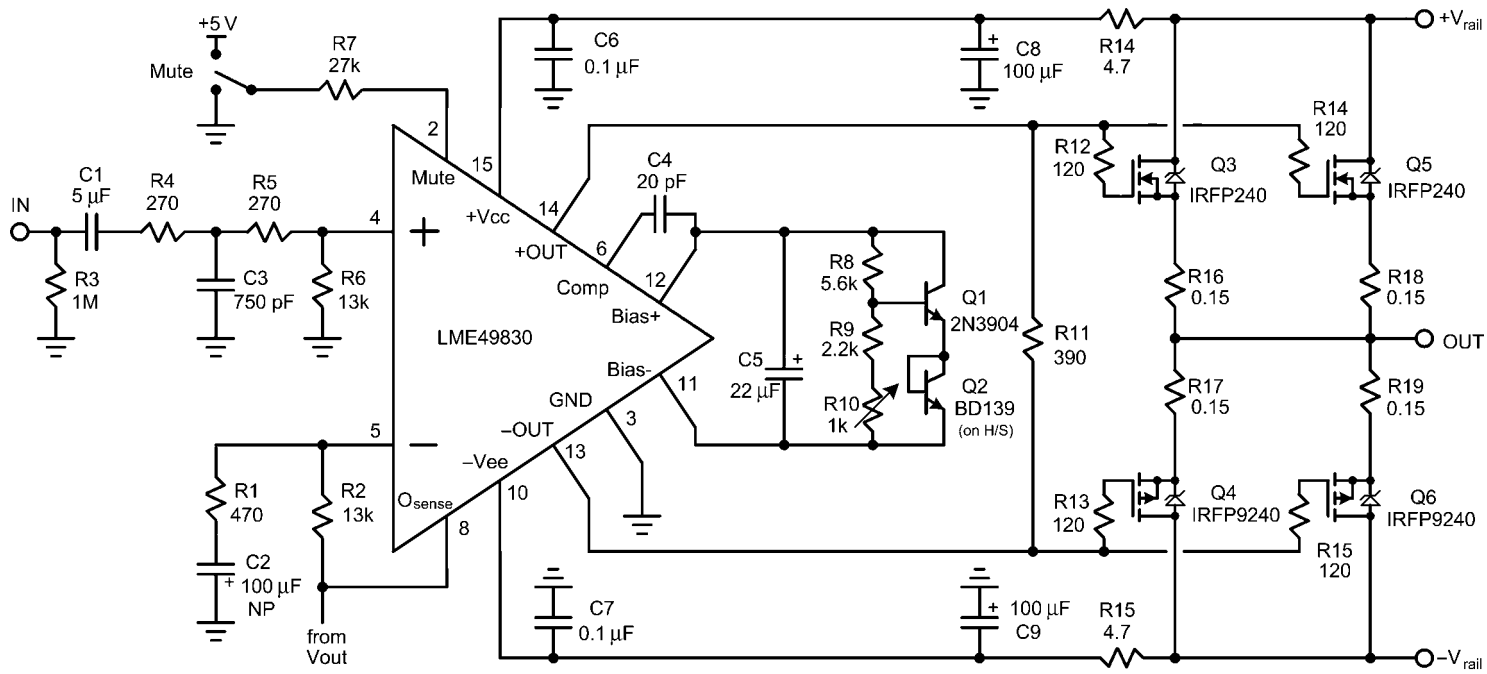 +5 V
Mute
R7
27k
C6
0.1 µF
C8
100 µF
+
R14
4.7
+Vrail
IN
C1
5 µF
R4
270
R5
270
R3
1M
C3
750 pF
R6
13k
2
15
14
6
12
4
Mute
+Vcc
+OUT
Comp
Bias+
+
C4
20 pF
LME49830
Bias-
GND
–OUT
–Vee
Osense
–
5
11
3
13
10
8
C5
22 µF
+
R8
5.6k
R9
2.2k
R10
1k
Q1
2N3904
Q2
BD139
(on H/S)
R11
390
R12
120
Q3
IRFP240
R14
120
Q5
IRFP240
R16
0.15
R18
0.15
OUT
R17
0.15
R19
0.15
R13
120
Q4
IRFP9240
R15
120
Q6
IRFP9240
R1
470
R2
13k
C2
+
100 µF
NP
from
Vout
C7
0.1 µF
+
100 µF
C9
R15
4.7
–Vrail